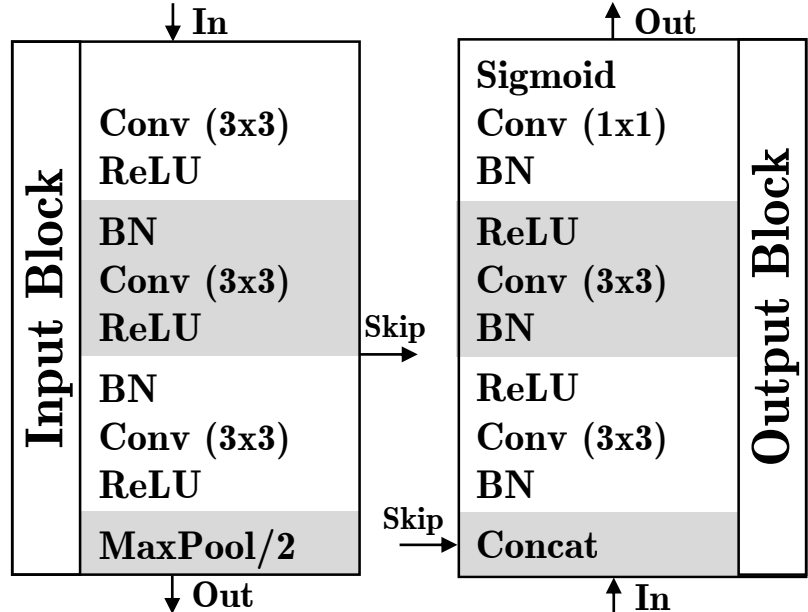 In
Input Block
Conv (3x3)
ReLU
BN
Conv (3x3)
ReLU
BN
Conv (3x3)
ReLU
MaxPool/2
Out
Skip
Out
Sigmoid
Conv (1x1)
BN
ReLU
Conv (3x3)
BN
ReLU
Conv (3x3)
BN
Skip
Concat
Output Block
In